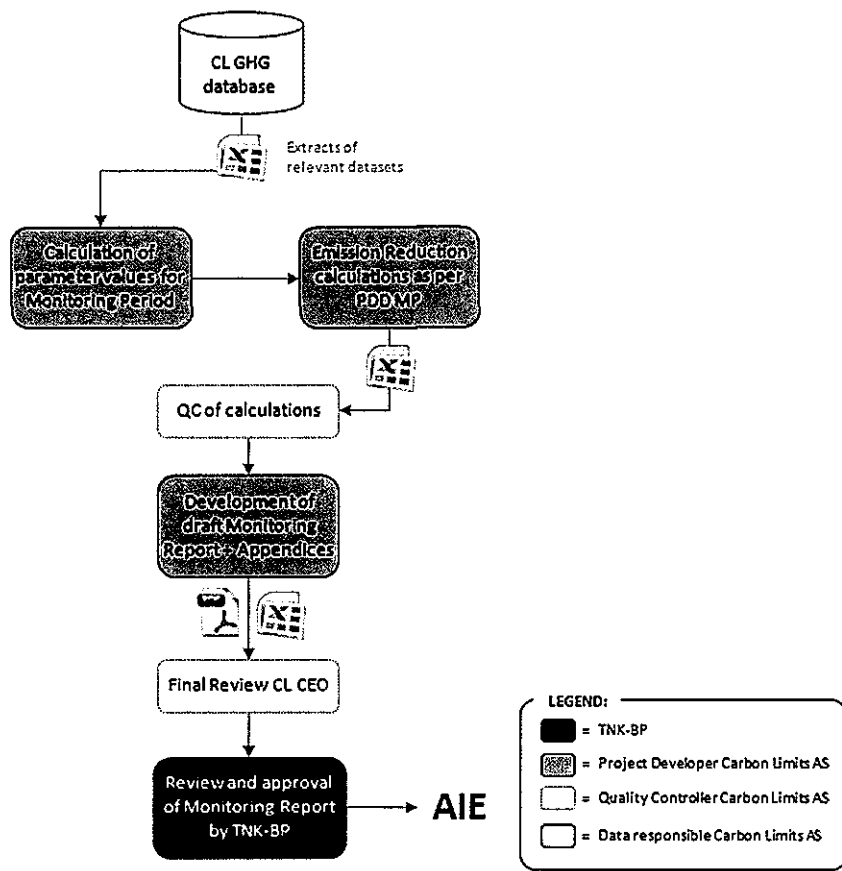 CL GHG
database
Extracts of
relevant datasets
Calculation of
parameter values for
Monitoring Period
Emission Reduction
calculations as per
PDD MP
QC of calculations
Development of
draft Monitoring
Report + Appendices
Final Review CL CEO
Review and approval
of Monitoring Report
by TNK-BP
AIE
LEGEND:
= TNK-BP
= Project Developer Carbon Limits AS
= Quality Controller Carbon Limits AS
= Data responsible Carbon Limits AS